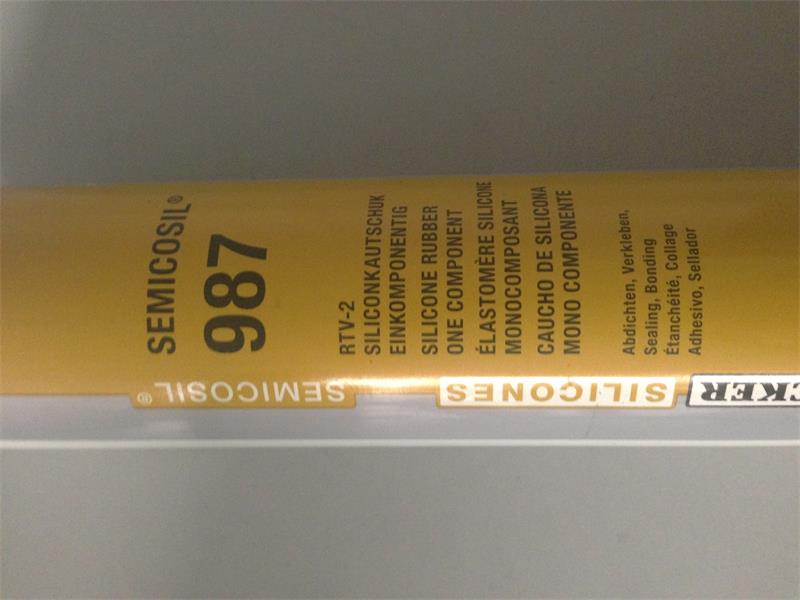 SEMICOSIL®
987
RTV-2
SILICONKAUTSCHUK
EINKOMPONENTIG
SILICONE RUBBER
ONE COMPONENT
ÉLASTOMÈRE SILICONE
MONOCOMPOSANT
CAUCHO DE SILICONA
MONO COMPONENTE
Abdichten, Verkleben,
Sealing, Bonding
Étanchéité, Collage
Adhesivo, Sellador
CKER
SILICONES
SEMICOSIL®